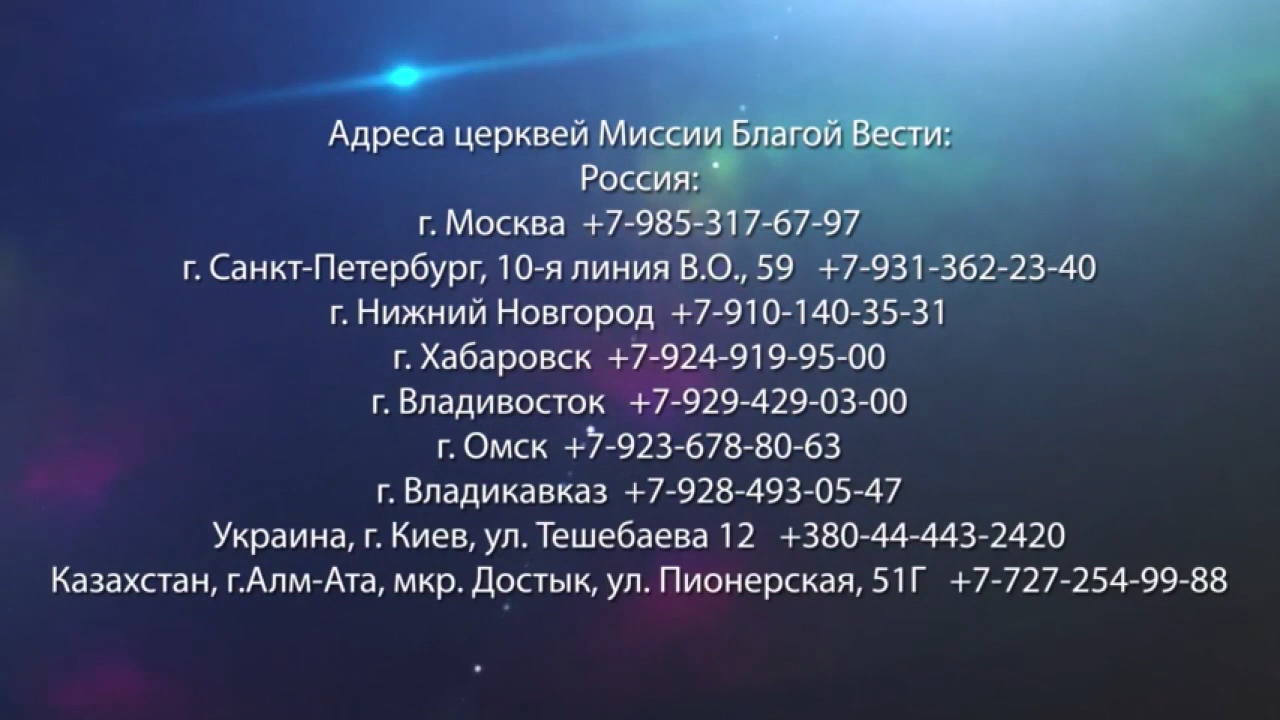 Адреса церквей Миссии Благой Вести:
Россия:
г. Москва +7-985-317-67-97
г. Санкт-Петербург, 10-я линия В.О., 59 +7-931-362-23-40
г. Нижний Новгород +7-910-140-35-31
г. Хабаровск +7-924-919-95-00
г. Владивосток +7-929-429-03-00
г. Омск +7-923-678-80-63
г. Владикавказ +7-928-493-05-47
Украина, г. Киев, ул. Тешебаева 12 +380-44-443-2420
Казахстан, г.Алм-Ата, мкр. Достык, ул. Пионерская, 51Г +7-727-254-99-88